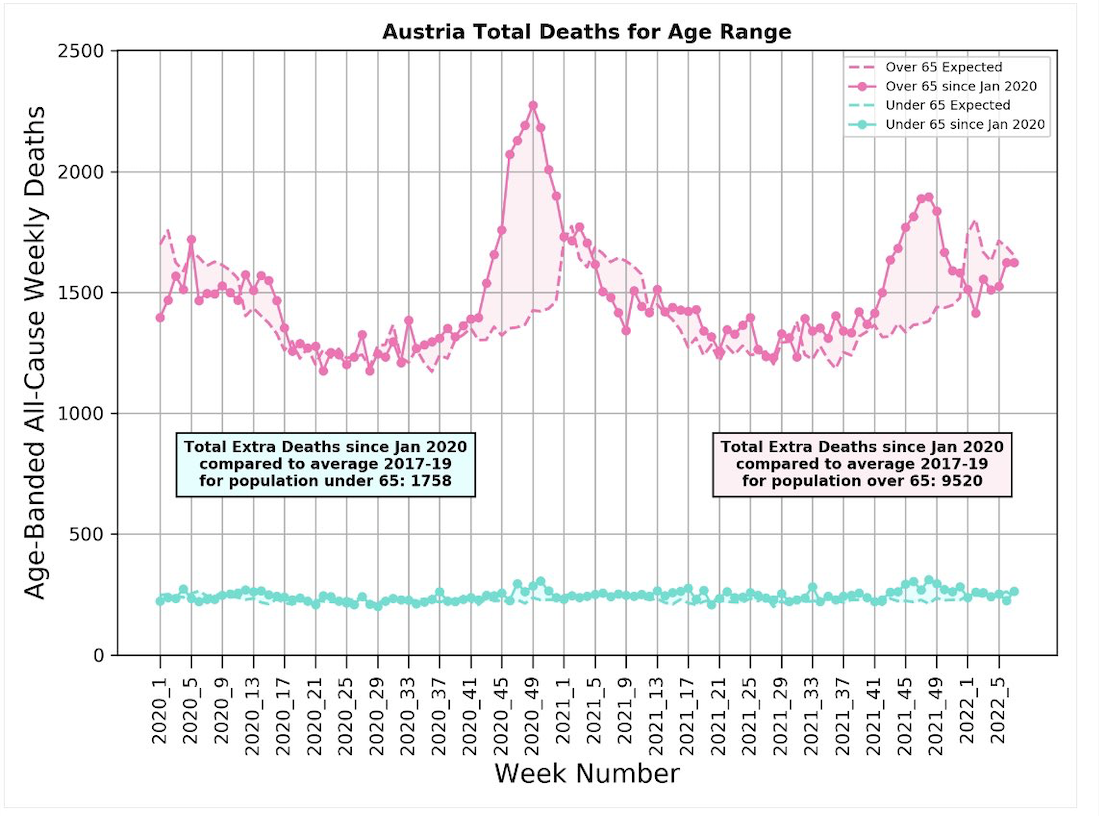 Austria Total Deaths for Age Range
2500
2000
1500
1000
500
0
Age-Banded All-Cause Weekly Deaths
Over 65 Expected
Over 65 since Jan 2020
Under 65 Expected
Under 65 since Jan 2020
Total Extra Deaths since Jan 2020
compared to average 2017-19
for population under 65: 1758
Total Extra Deaths since Jan 2020
compared to average 2017-19
for population over 65: 9520
2020_1
2020_5
2020_9
2020_13
2020_17
2020_21
2020_25
2020_29
2020_33
2020_37
2020_41
2020_45
2020_49
2021_1
2021_5
2021_9
2021_13
2021_17
2021_21
2021_25
2021_29
2021_33
2021_37
2021_41
2021_45
2021_49
2022_1
2022_5
Week Number